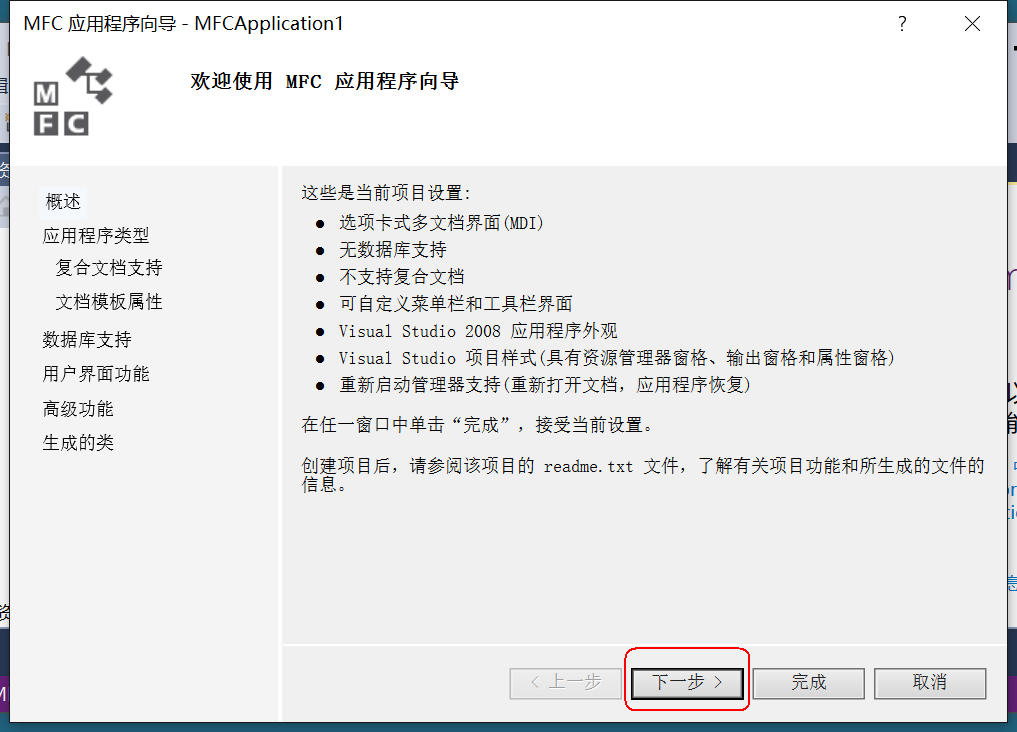 MFC 应用程序向导 - MFCApplication1
?
M
F C
欢迎使用 MFC 应用程序向导
概述
应用程序类型
复合文档支持
文档模板属性
数据库支持
用户界面功能
高级功能
生成的类
这些是当前项目设置:
● 选项卡式多文档界面(MDI)
● 无数据库支持
● 不支持复合文档
● 可自定义菜单栏和工具栏界面
● Visual Studio 2008 应用程序外观
● Visual Studio 项目样式(具有资源管理器窗格、输出窗格和属性窗格)
● 重新启动管理器支持(重新打开文档，应用程序恢复)
在任一窗口中单击“完成”，接受当前设置。
创建项目后，请参阅该项目的 readme.txt 文件，了解有关项目功能和所生成的文件的
信息。
< 上一步
下一步 >
完成
取消